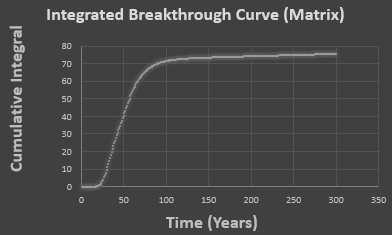 Integrated Breakthrough Curve (Matrix)
Cumulative Integral
80
70
60
50
40
30
20
10
0
0 50 100 150 200 250 300 350
Time (Years)